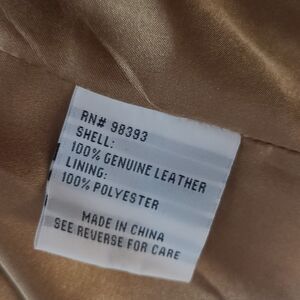 RN# 98393
SHELL:
100% GENUINE LEATHER
LINING:
100% POLYESTER
MADE IN CHINA
SEE REVERSE FOR CARE